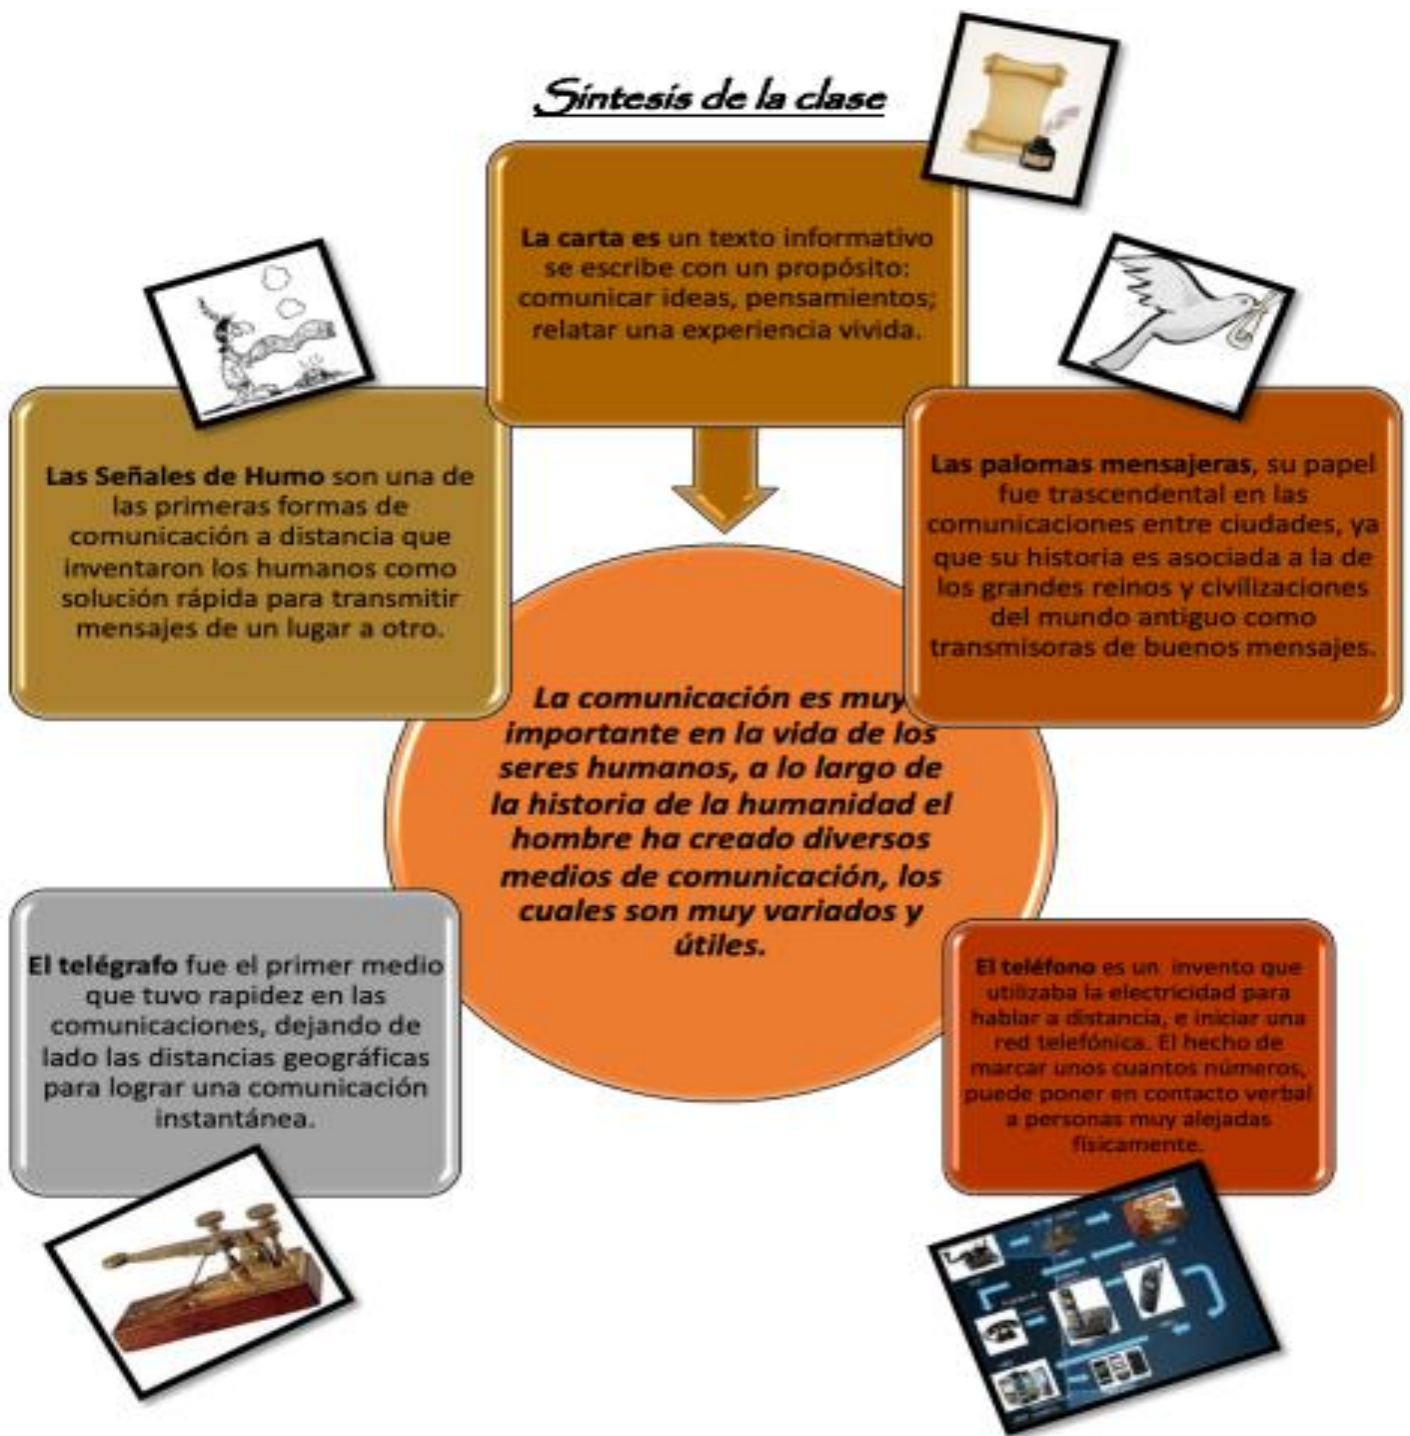 Síntesis de la clase
La carta es un texto informativo
se escribe con un propósito:
comunicar ideas, pensamientos;
relatar una experiencia vivida.
Las Señales de Humo son una de
las primeras formas de
comunicación a distancia que
inventaron los humanos como
solución rápida para transmitir
mensajes de un lugar a otro.
Las palomas mensajeras, su papel
fue trascendental en las
comunicaciones entre ciudades, ya
que su historia es asociada a la de
los grandes reinos y civilizaciones
del mundo antiguo como
transmisoras de buenos mensajes.
La comunicación es muy
importante en la vida de los
seres humanos, a lo largo de
la historia de la humanidad el
hombre ha creado diversos
medios de comunicación, los
cuales son muy variados y
útiles.
El telégrafo fue el primer medio
que tuvo rapidez en las
comunicaciones, dejando de
lado las distancias geográficas
para lograr una comunicación
instantánea.
El teléfono es un invento que
utilizaba la electricidad para
hablar a distancia, e iniciar una
red telefónica. El hecho de
marcar unos cuantos números,
puede poner en contacto verbal
a personas muy alejadas
físicamente.